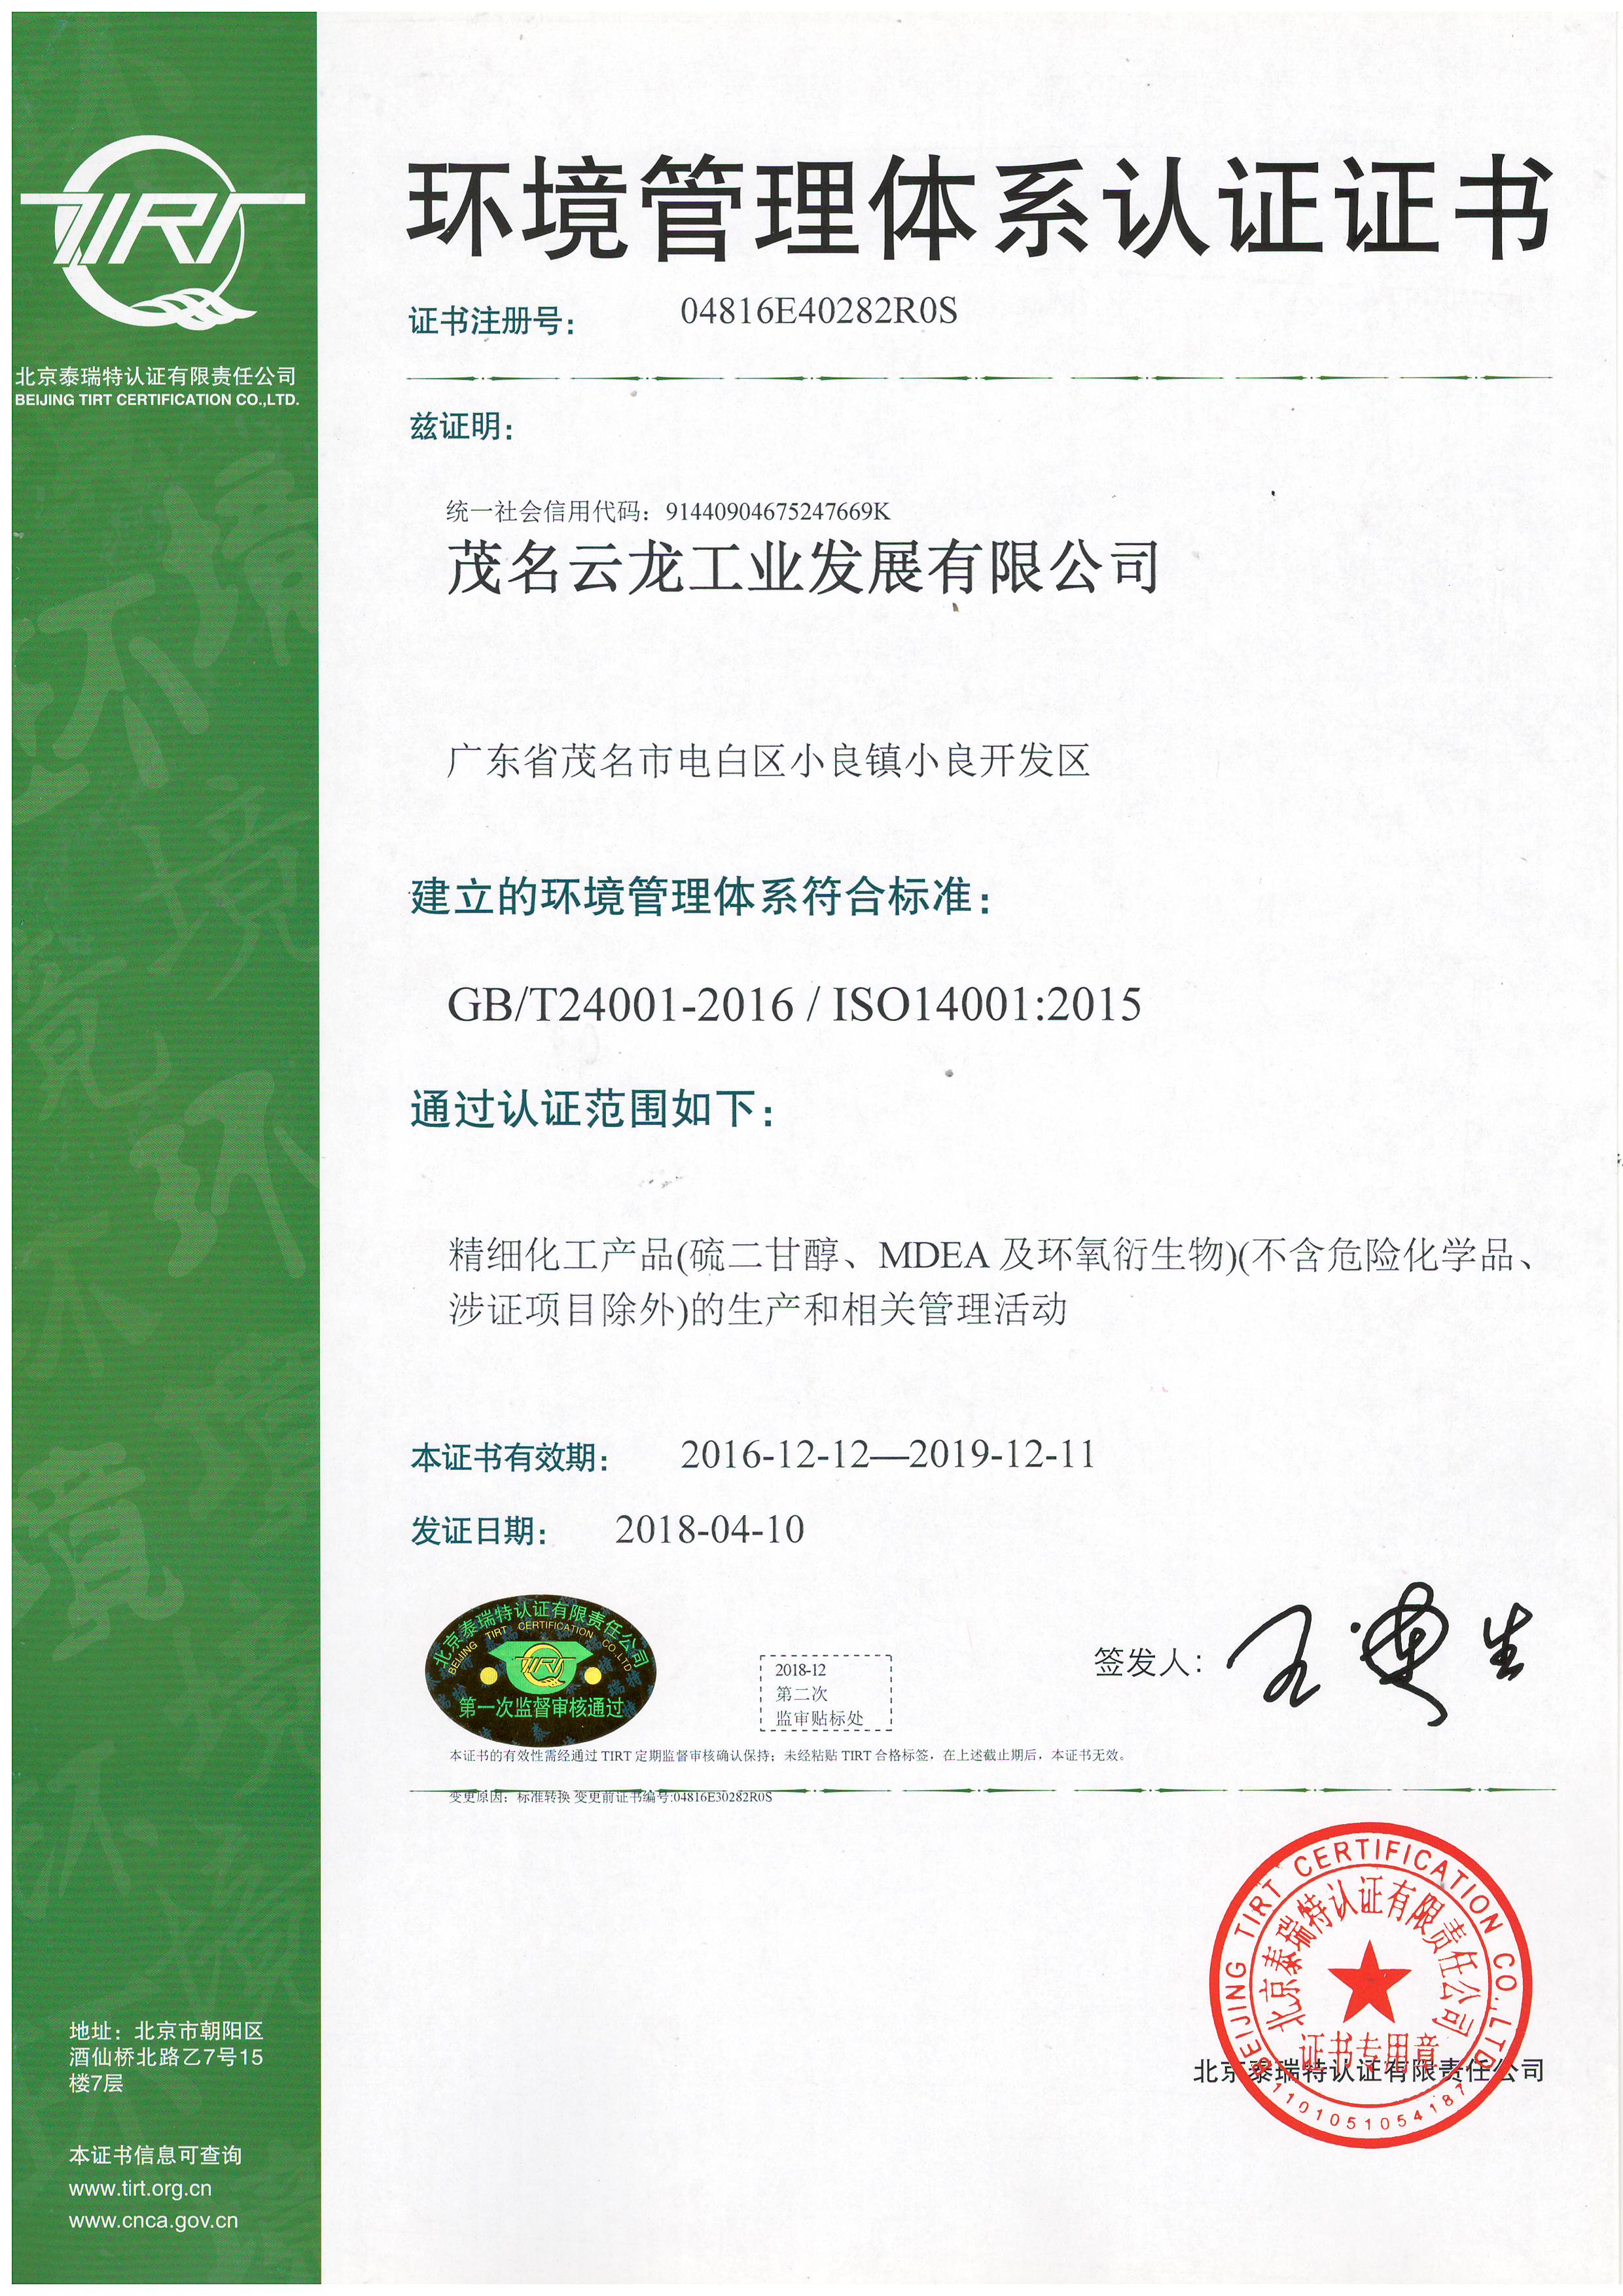 TIRT
北京泰瑞特认证有限责任公司
BEIJING TIRT CERTIFICATION CO.,LTD.
环境管理体系认证证书
证书注册号： 04816E40282R0S
兹证明：
统一社会信用代码：91440904675247669K
茂名云龙工业发展有限公司
广东省茂名市电白区小良镇小良开发区
建立的环境管理体系符合标准：
GB/T24001-2016 / ISO14001:2015
通过认证范围如下：
精细化工产品(硫二甘醇、MDEA 及环氧衍生物)(不含危险化学品、
涉证项目除外)的生产和相关管理活动
本证书有效期： 2016-12-12—2019-12-11
发证日期： 2018-04-10
北京泰瑞特认证有限责任公司
BEIJING TIRT CERTIFICATION CO.,LTD
TIRT
第一次监督审核通过
2018-12
第二次
监审贴标处
签发人：
本证书的有效性需经通过 TIRT 定期监督审核确认保持；未经粘贴 TIRT 合格标签，在上述截止期后，本证书无效。
变更原因：标准转换 变更前证书编号:04816E30282R0S
BEIJING TIRT CERTIFICATION CO.,LTD
北京泰瑞特认证有限责任公司
证书专用章
1101051054187
北京泰瑞特认证有限责任公司
地址：北京市朝阳区
酒仙桥北路乙7号15
楼7层
本证书信息可查询
www.tirt.org.cn
www.cnca.gov.cn